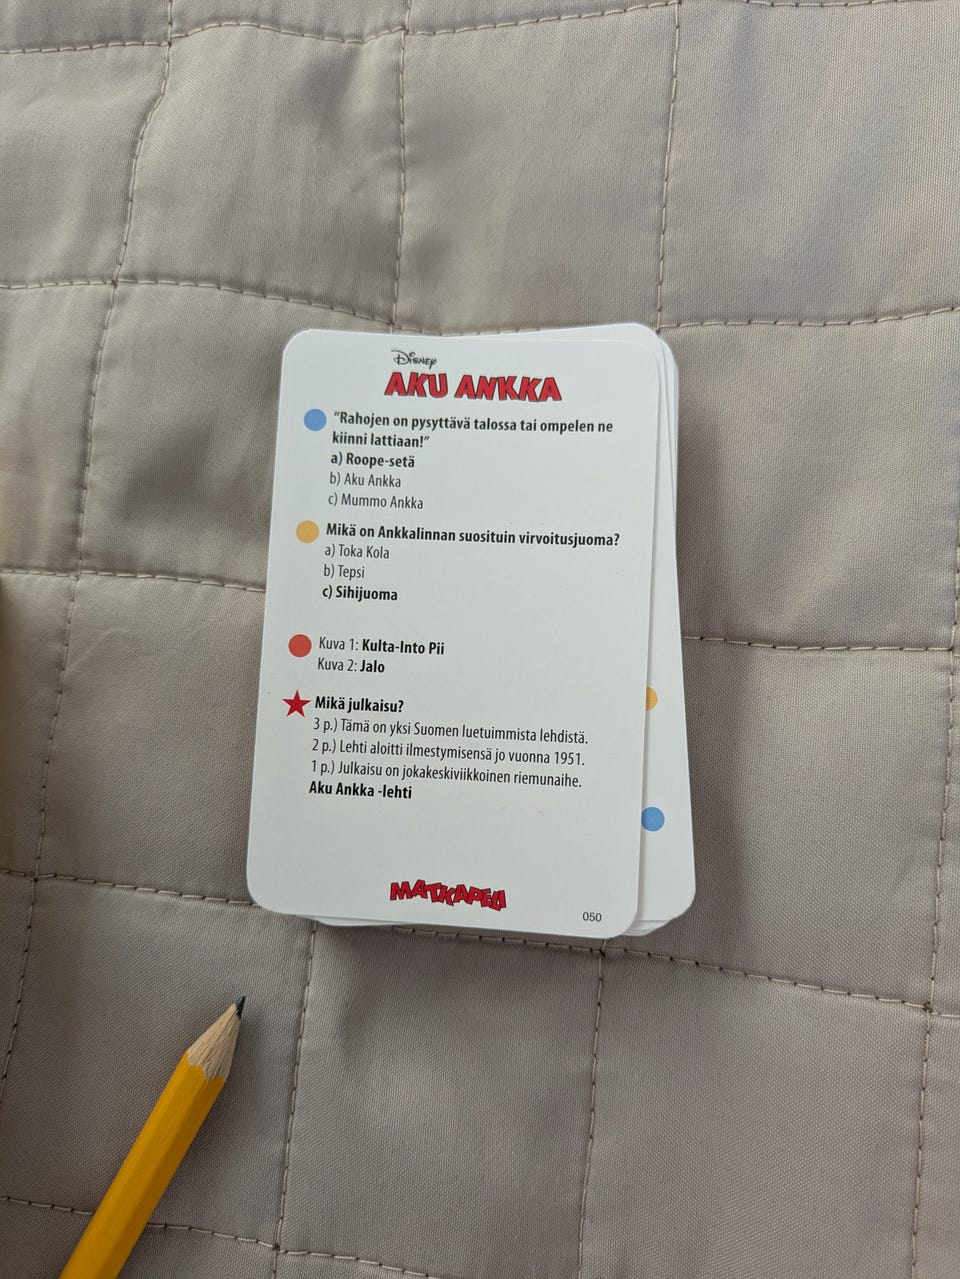 Disney
AKU ANKKA
"Rahojen on pysyttävä talossa tai ompelen ne
kiinni lattiaan!"
a) Roope-setä
b) Aku Ankka
c) Mummo Ankka
Mikä on Ankkalinnan suosituin virvoitusjuoma?
a) Toka Kola
b) Tepsi
c) Sihijuoma
Kuva 1: Kulta-Into Pii
Kuva 2: Jalo
Mikä julkaisu?
3 p.) Tämä on yksi Suomen luetuimmista lehdistä.
2 p.) Lehti aloitti ilmestymisensä jo vuonna 1951.
1 p.) Julkaisu on jokakeskiviikkoinen riemunaihe.
Aku Ankka -lehti
MATKAPELI
050